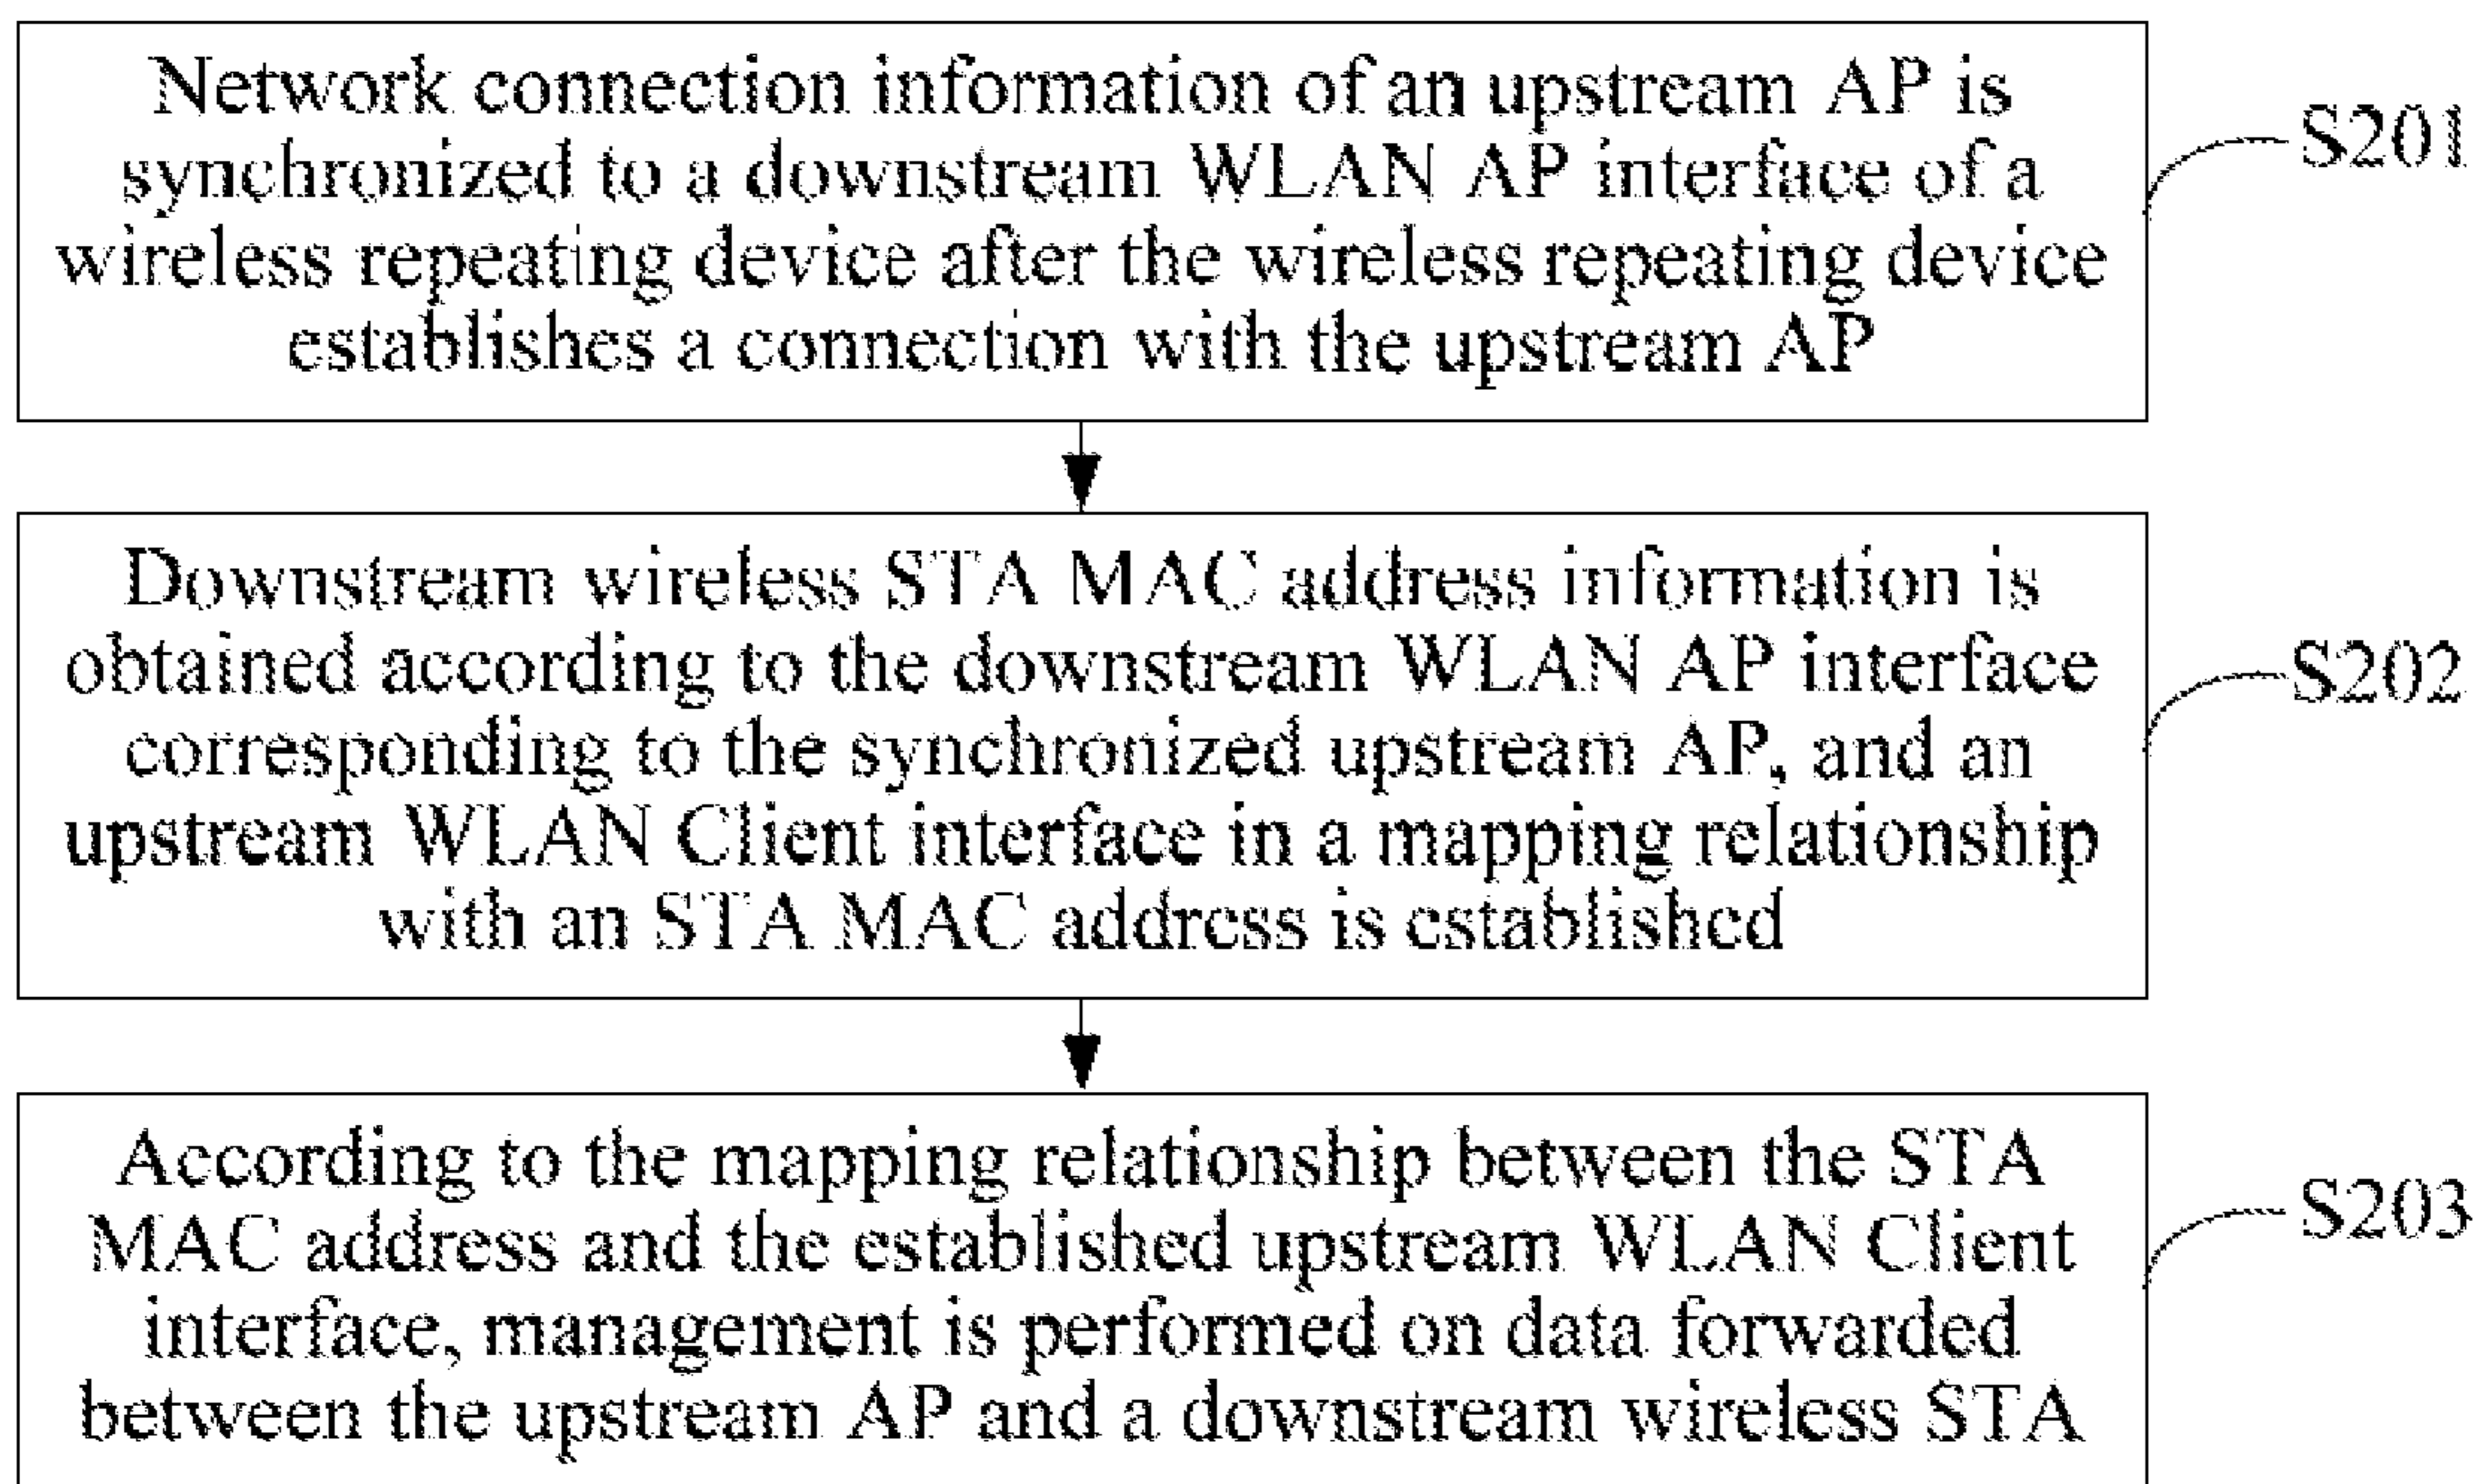 Network connection information of an upstream AP is
synchronized to a downstream WLAN AP interface of a
wireless repeating device after the wireless repeating device
establishes a connection with the upstream AP
S201
Downstream wireless STA MAC address information is
obtained according to the downstream WLAN AP interface
corresponding to the synchronized upstream AP, and an
upstream WLAN Client interface in a mapping relationship
with an STA MAC address is established
S202
According to the mapping relationship between the STA
MAC address and the established upstream WLAN Client
interface, management is performed on data forwarded
between the upstream AP and a downstream wireless STA
S203